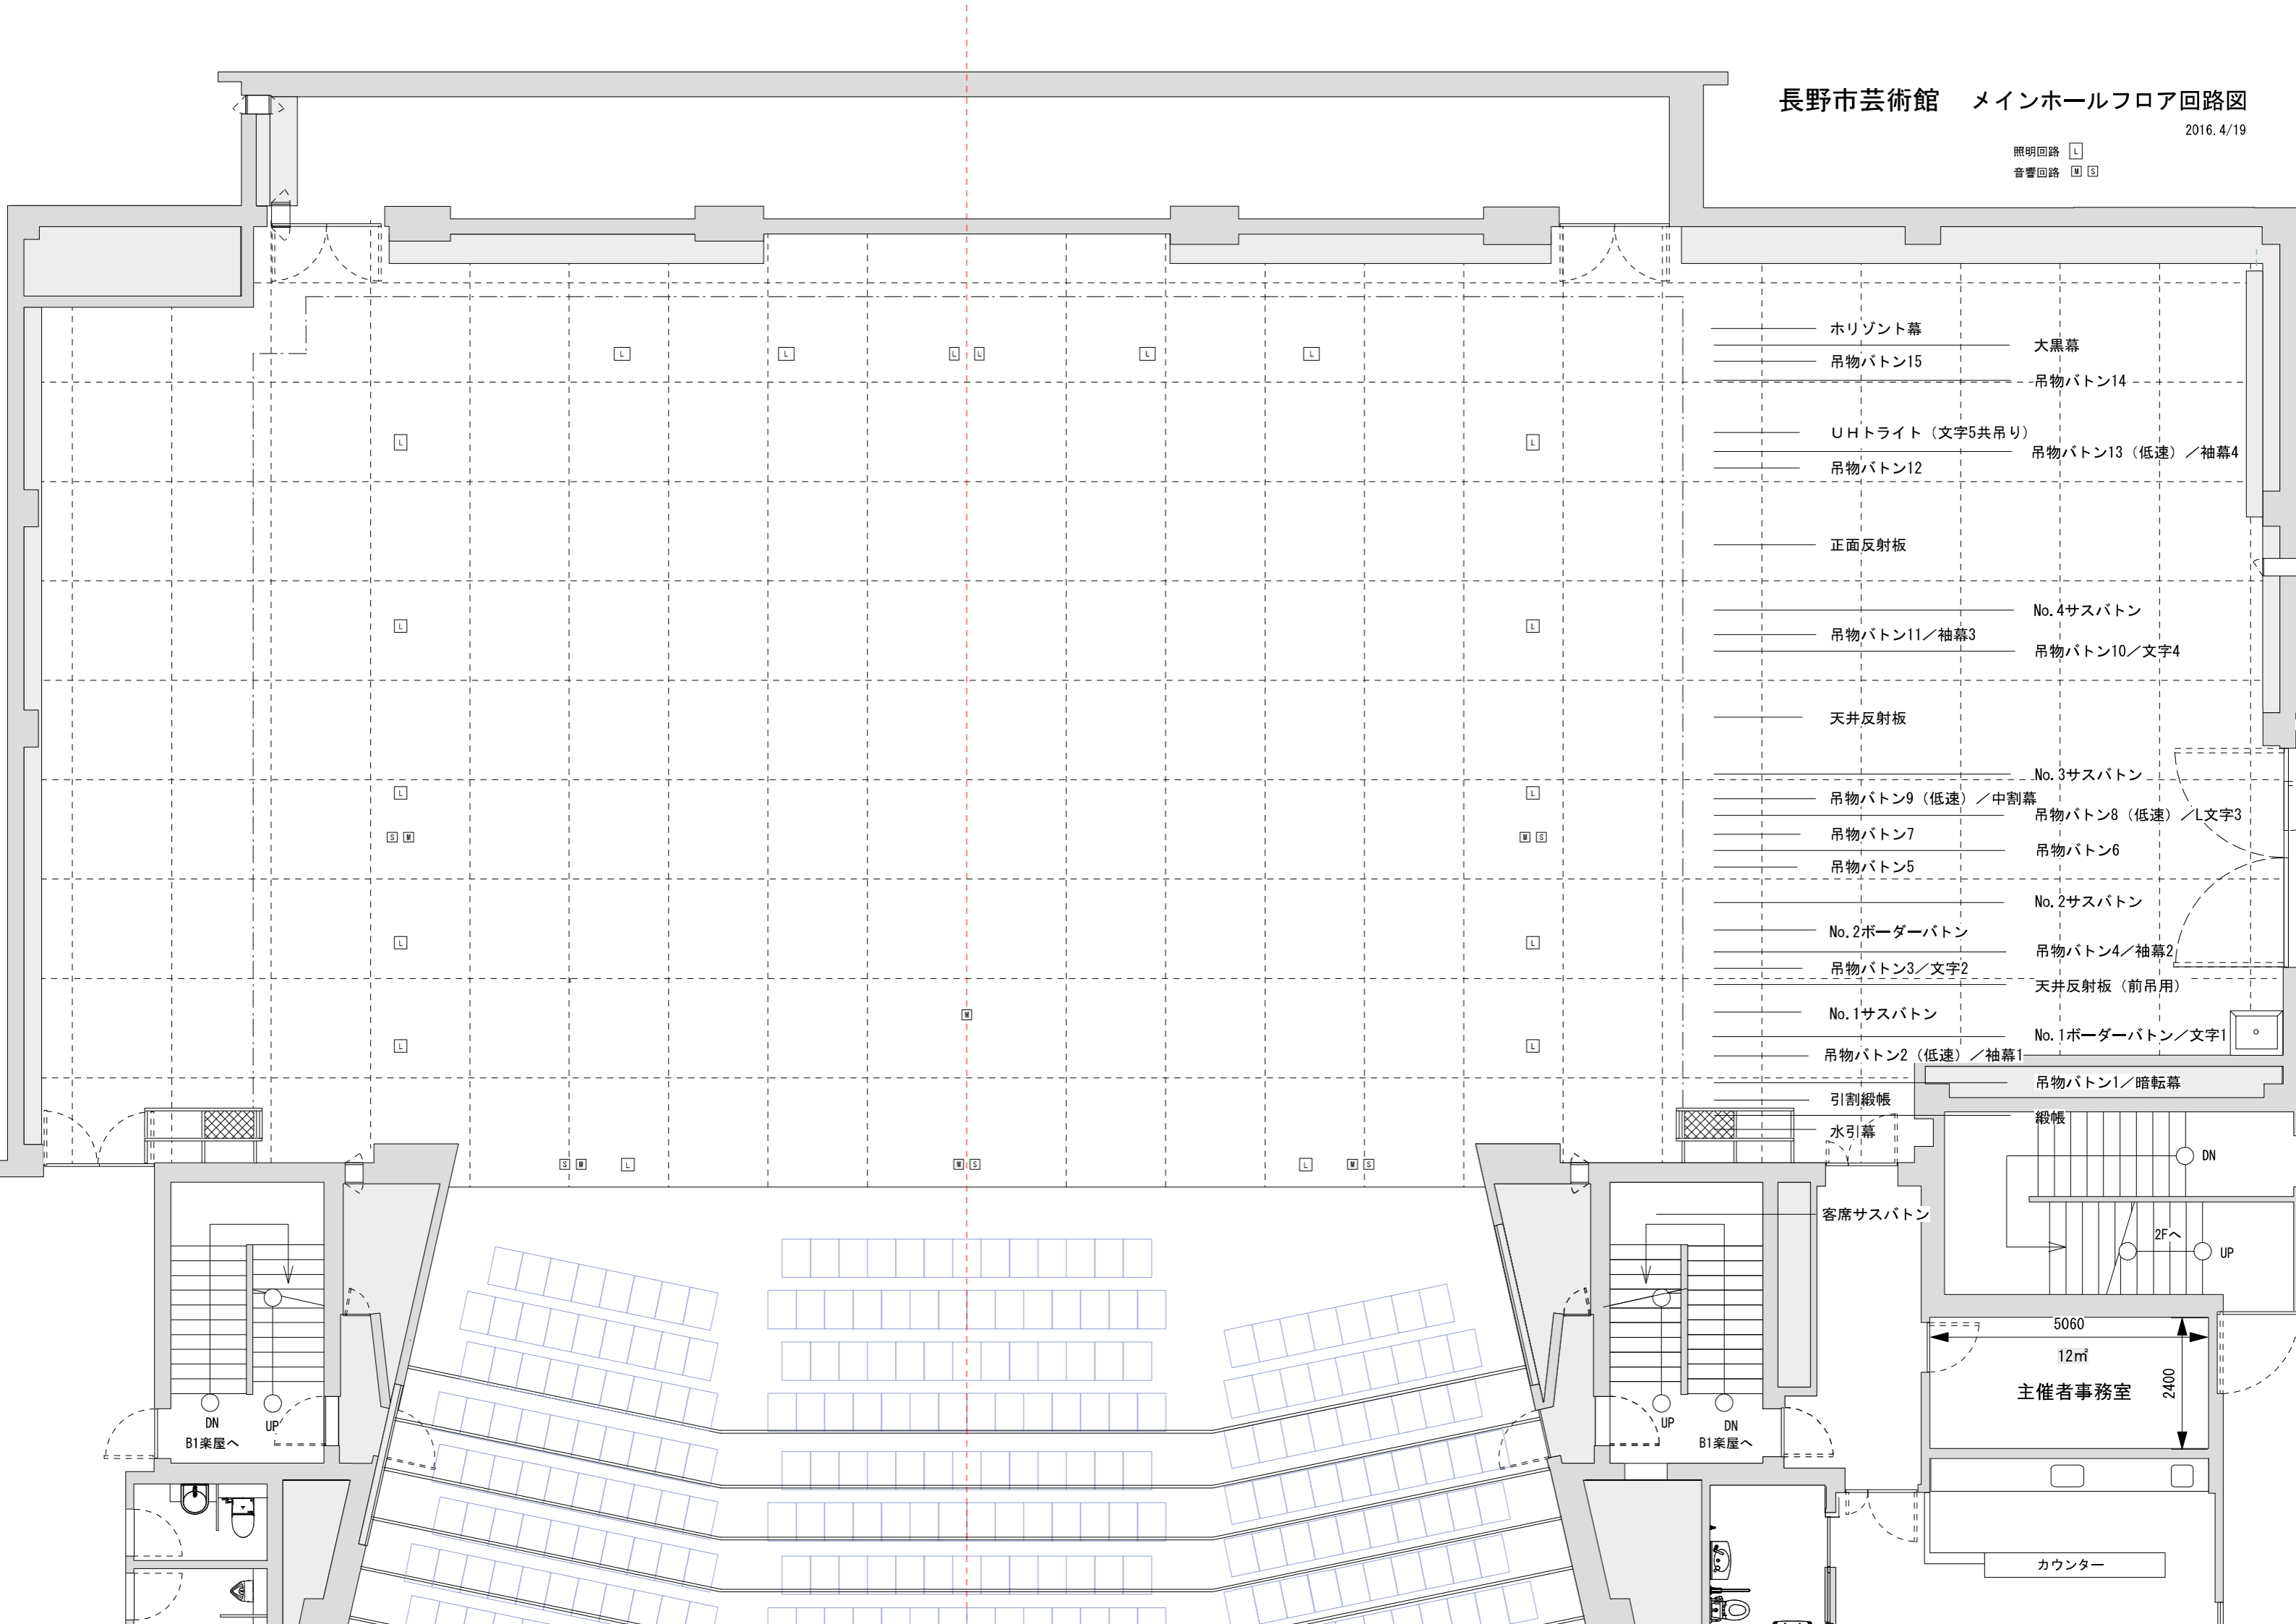 長野市芸術館 メインホールフロア回路図
2016. 4/19
照明回路 L
音響回路 M S
ホリゾント幕
大黒幕
吊物バトン15
吊物バトン14
L L L L L L
UHトライト(文字5共吊り)
L L
吊物バトン13(低速)/袖幕4
吊物バトン12
正面反射板
No. 4サスバトン
L L
吊物バトン11/袖幕3
吊物バトン10/文字4
天井反射板
No. 3サスバトン
L L
吊物バトン9(低速)/中割幕
吊物バトン8(低速)/L文字3
S M M S
吊物バトン7
吊物バトン6
吊物バトン5
No. 2サスバトン
No. 2ボーダーバトン
L L
吊物バトン4/袖幕2
吊物バトン3/文字2
天井反射板(前吊用)
M
No. 1サスバトン
No. 1ボーダーバトン/文字1
L L
吊物バトン2(低速)/袖幕1
吊物バトン1/暗転幕
引割緞帳
緞帳
水引幕
S M L M S L M S
DN
客席サスバトン
2Fへ
UP
5060
12㎡
2400
主催者事務室
DN UP
B1楽屋へ
UP DN
B1楽屋へ
カウンター